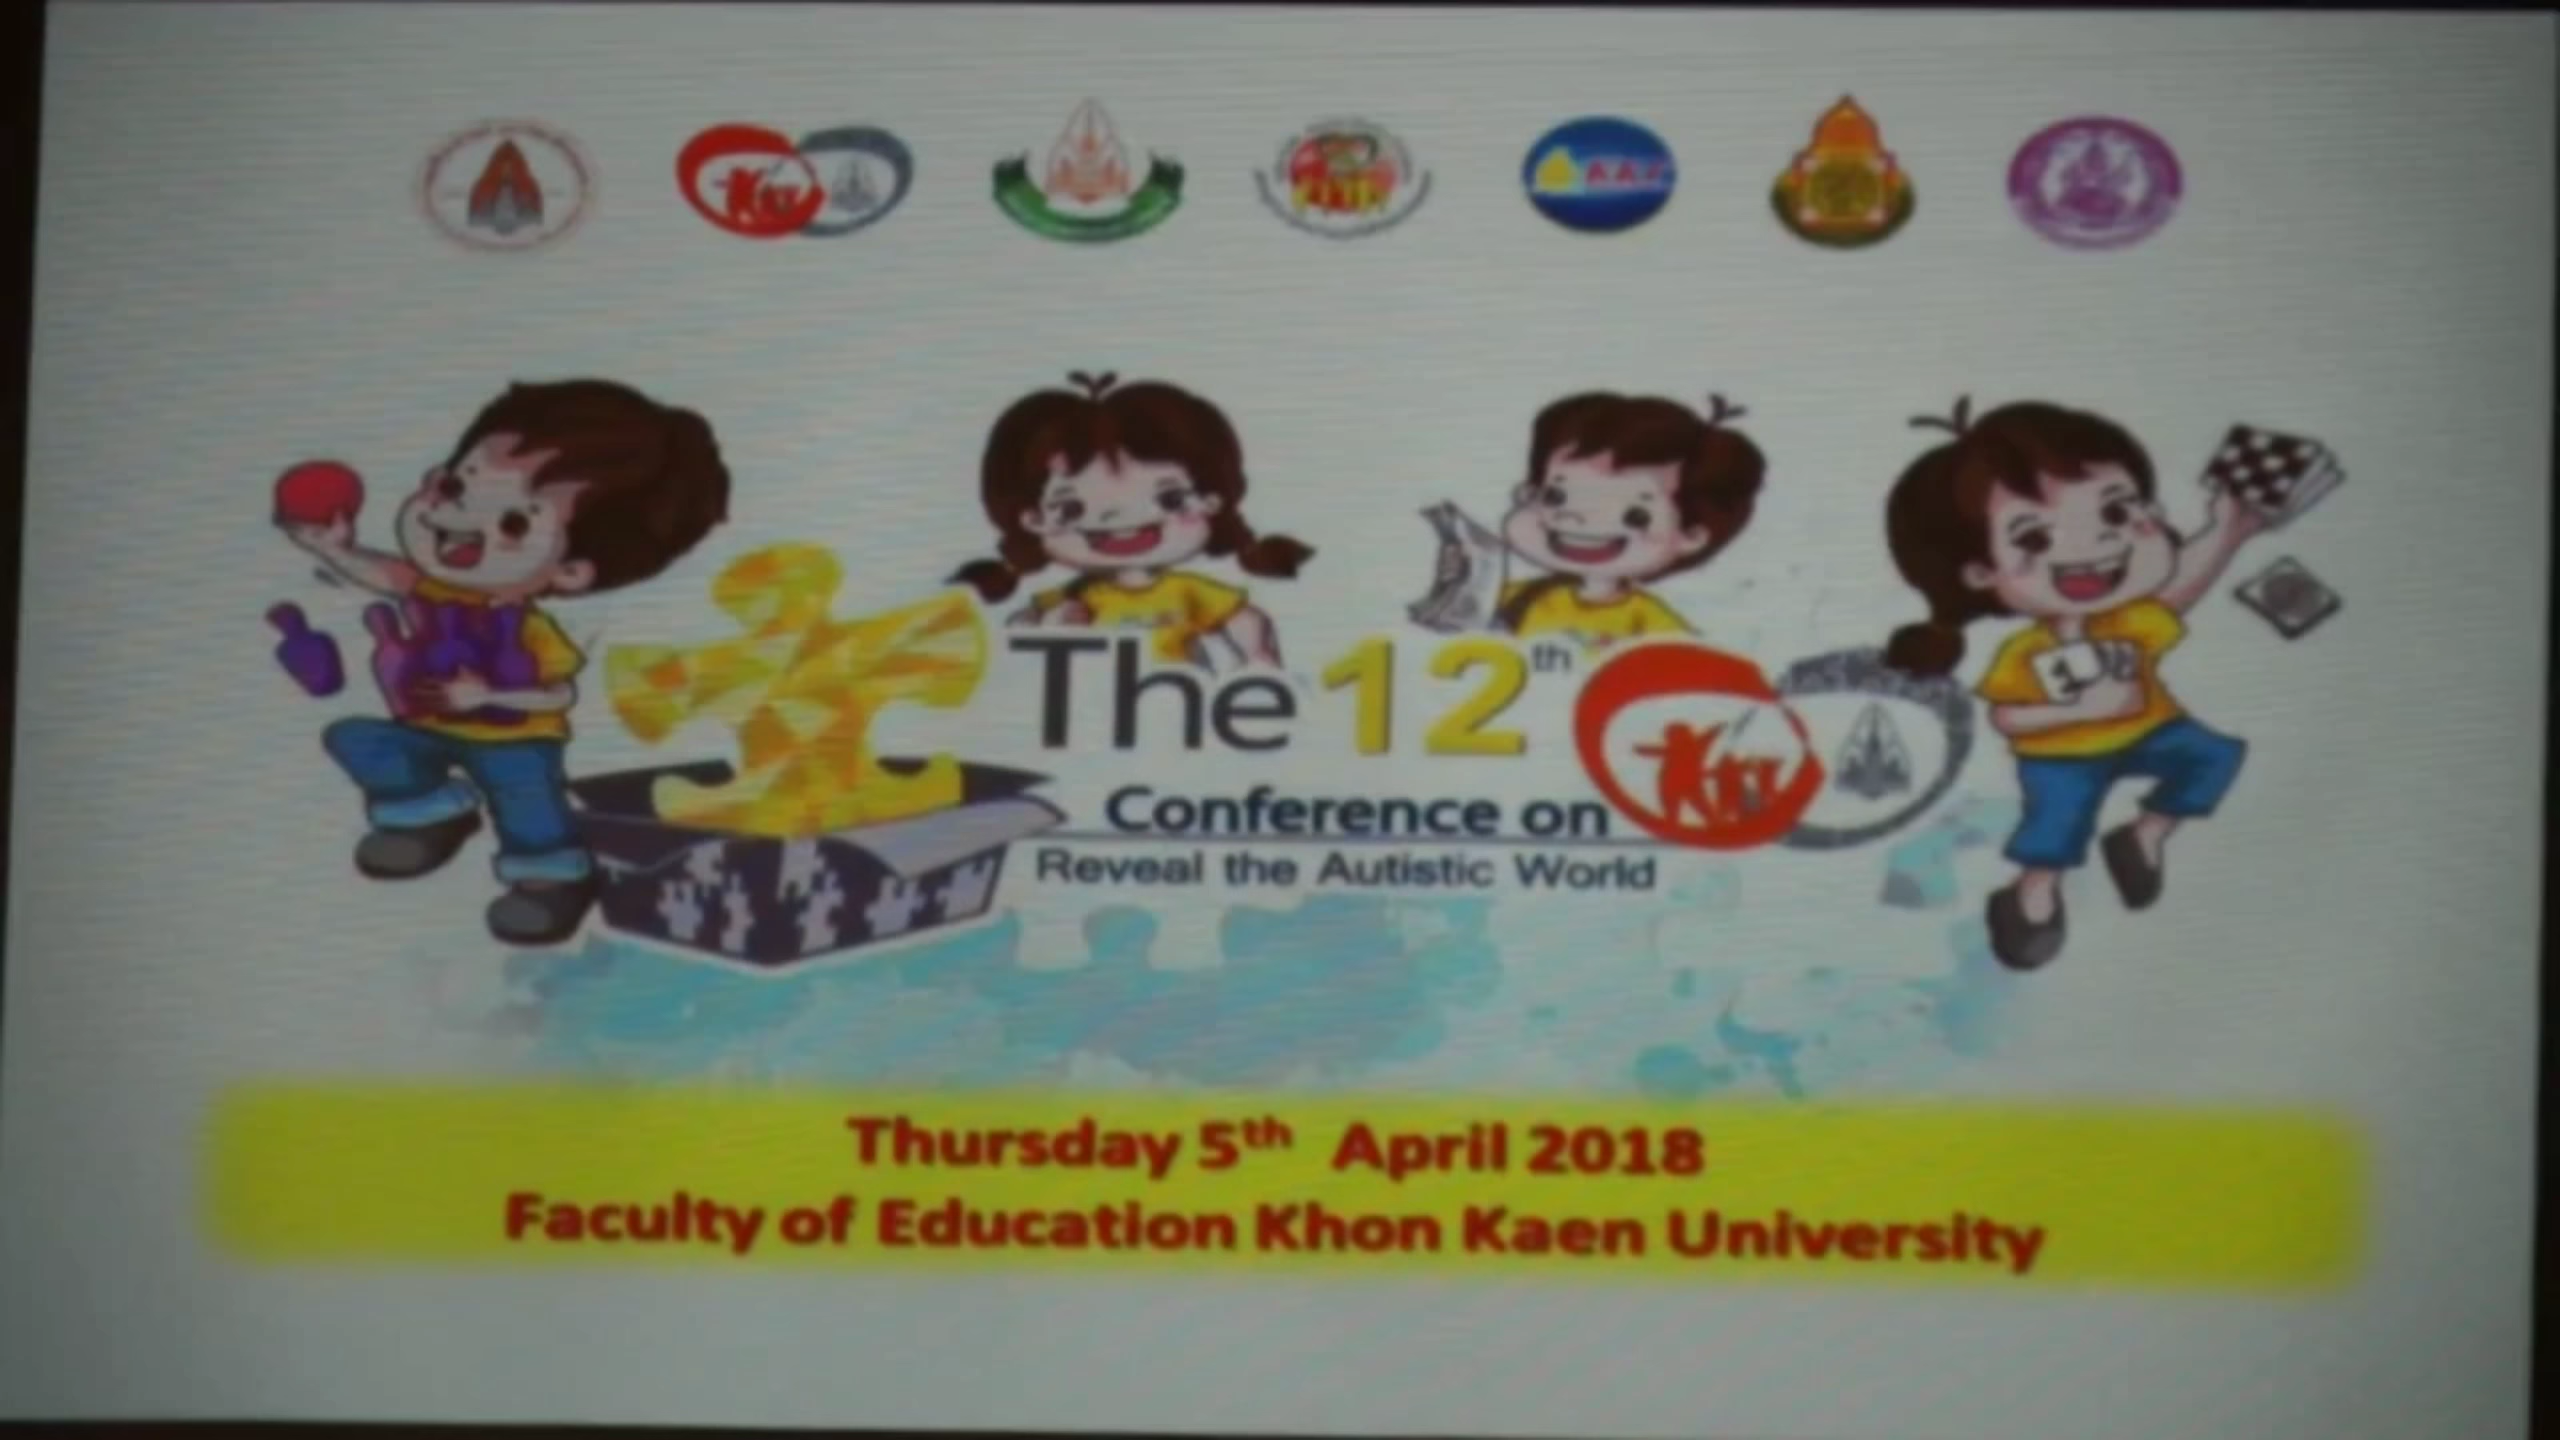 The 12th
Conference on
Reveal the Autistic World
Thursday 5th April 2018
Faculty of Education Khon Kaen University